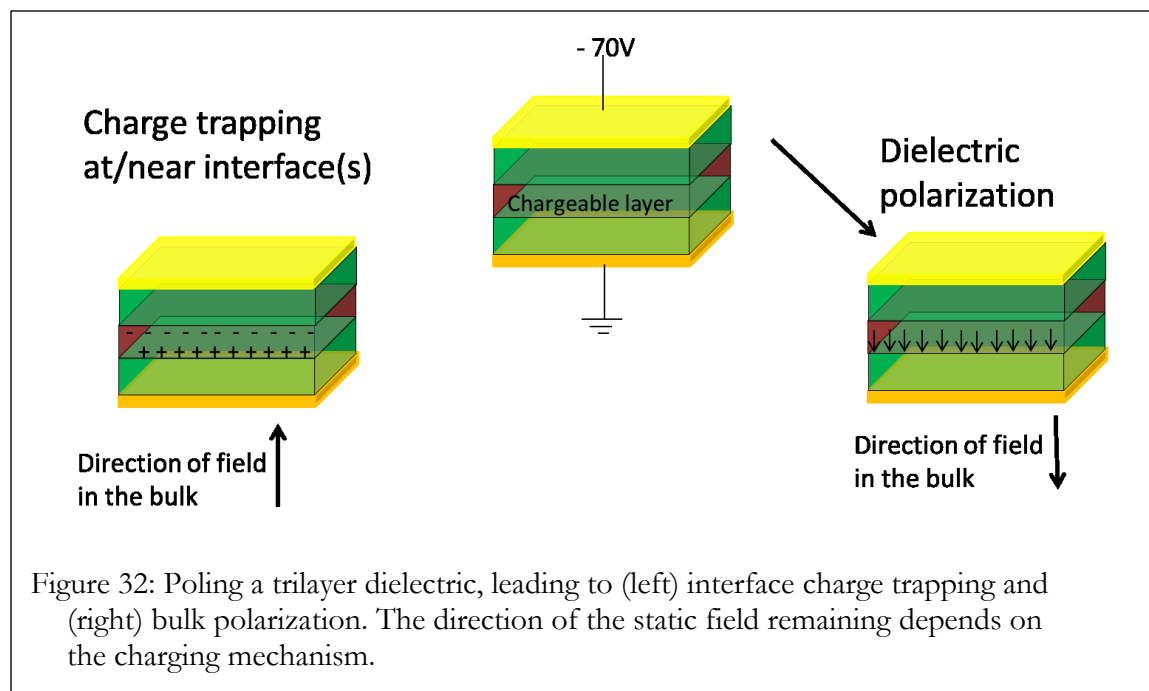 - 70V
Charge trapping
at/near interface(s)
Dielectric
polarization
Chargeable layer
- - - - - - - - - -
+ + + + + + + + + +
Direction of field
in the bulk
Direction of field
in the bulk
Figure 32: Poling a trilayer dielectric, leading to (left) interface charge trapping and
(right) bulk polarization. The direction of the static field remaining depends on
the charging mechanism.